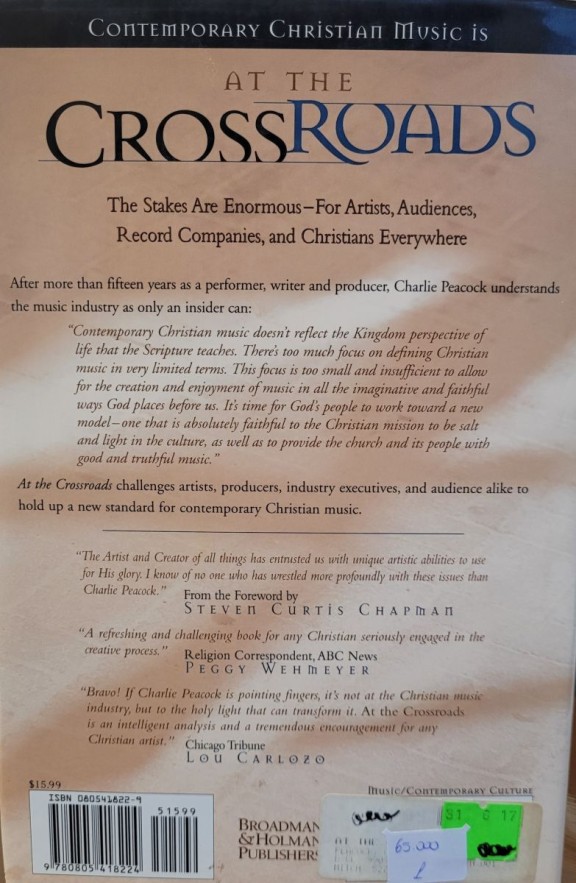 CONTEMPORARY CHRISTIAN MUSIC IS
AT THE
CROSSROADS
The Stakes Are Enormous—For Artists, Audiences,
Record Companies, and Christians Everywhere
After more than fifteen years as a performer, writer and producer, Charlie Peacock understands
the music industry as only an insider can:
"Contemporary Christian music doesn't reflect the Kingdom perspective of
life that the Scripture teaches. There's too much focus on defining Christian
music in very limited terms. This focus is too small and insufficient to allow
for the creation and enjoyment of music in all the imaginative and faithful
ways God places before us. It's time for God's people to work toward a new
model—one that is absolutely faithful to the Christian mission to be salt
and light in the culture, as well as to provide the church and its people with
good and truthful music."
At the Crossroads challenges artists, producers, industry executives, and audience alike to
hold up a new standard for contemporary Christian music.
"The Artist and Creator of all things has entrusted us with unique artistic abilities to use
for His glory. I know of no one who has wrestled more profoundly with these issues than
Charlie Peacock." From the Foreword by
STEVEN CURTIS CHAPMAN
"A refreshing and challenging book for any Christian seriously engaged in the
creative process." Religion Correspondent, ABC News
PEGGY WEHMEYER
"Bravo! If Charlie Peacock is pointing fingers, it's not at the Christian music
industry, but to the holy light that can transform it. At the Crossroads
is an intelligent analysis and a tremendous encouragement for any
Christian artist." Chicago Tribune
LOU CARLOZO
$15.99
MUSIC/CONTEMPORARY CULTURE
ISBN 080541822-9
51599
9 780805 418224
BROADMAN
& HOLMAN
PUBLISHERS
AT THE
65.000